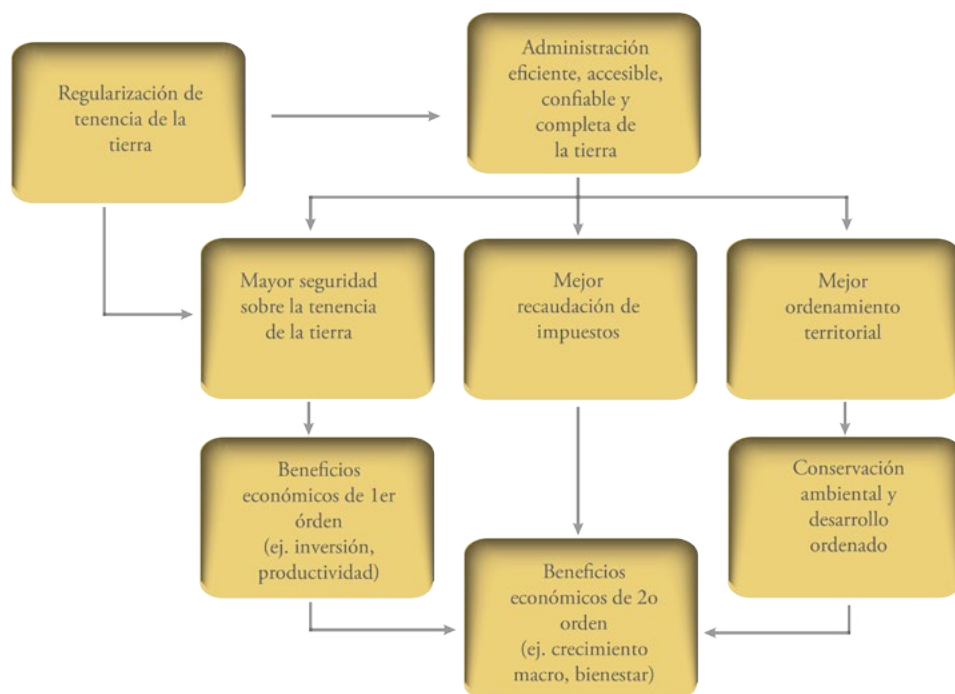 Regularización de
tenencia de la
tierra
Administración
eficiente, accesible,
confiable y
completa de
la tierra
Mayor seguridad
sobre la tenencia
de la tierra
Mejor
recaudación de
impuestos
Mejor
ordenamiento
territorial
Beneficios
económicos de 1er
órden
(ej. inversión,
productividad)
Conservación
ambiental y
desarrollo
ordenado
Beneficios
económicos de 2o
orden
(ej. crecimiento
macro, bienestar)